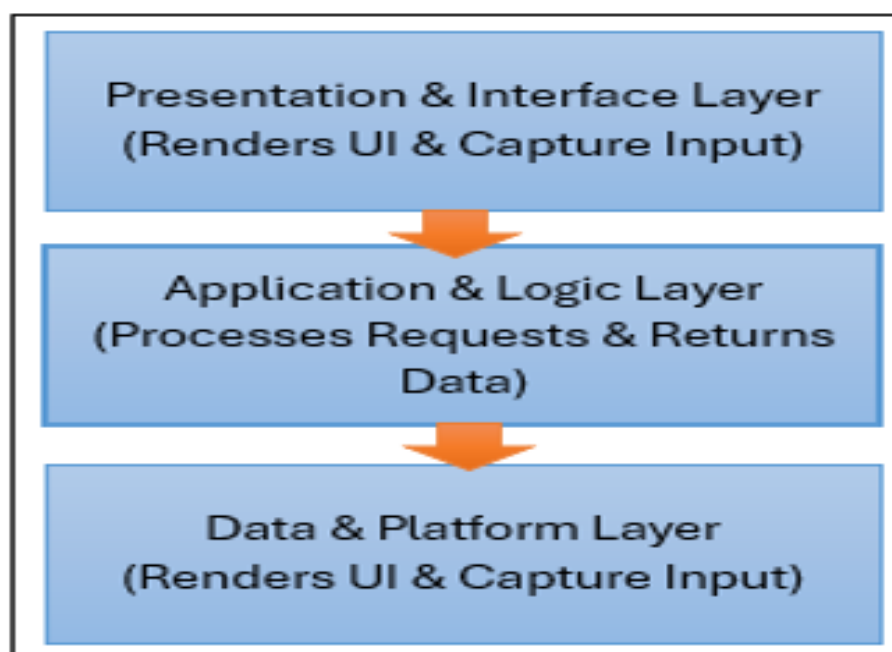 Presentation & Interface Layer
(Renders UI & Capture Input)
Application & Logic Layer
(Processes Requests & Returns
Data)
Data & Platform Layer
(Renders UI & Capture Input)